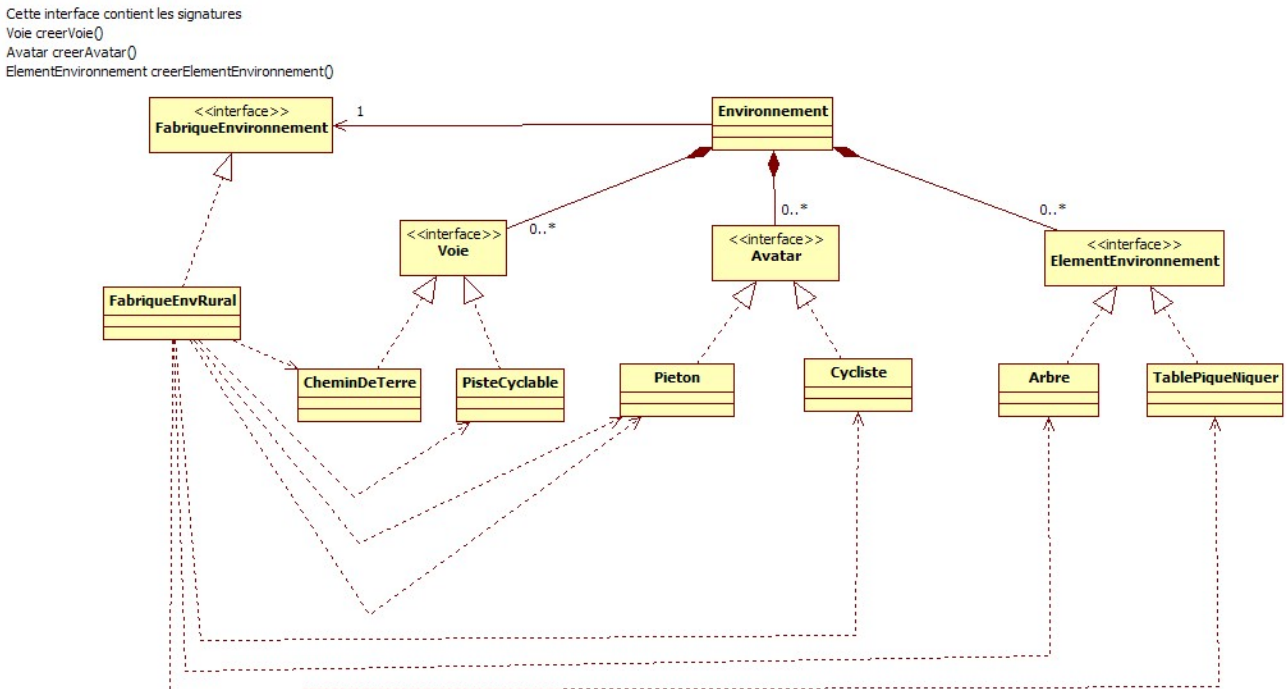 Cette interface contient les signatures
Voie creerVoie()
Avatar creerAvatar()
ElementEnvironnement creerElementEnvironnement()
<<interface>>
FabriqueEnvironnement
1
Environnement
0..*
0..*
0..*
<<interface>>
Voie
<<interface>>
Avatar
<<interface>>
ElementEnvironnement
FabriqueEnvRural
CheminDeTerre
PisteCyclable
Pieton
Cycliste
Arbre
TablePiqueNiquer